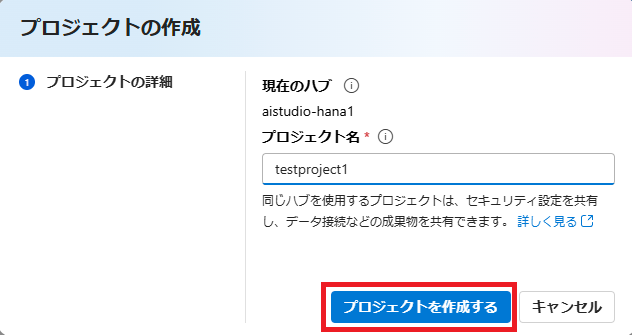 プロジェクトの作成
1 プロジェクトの詳細
現在のハブ
aistudio-hana1
プロジェクト名 *
testproject1
同じハブを使用するプロジェクトは、セキュリティ設定を共有
し、データ接続などの成果物を共有できます。 詳しく見る
プロジェクトを作成する
キャンセル